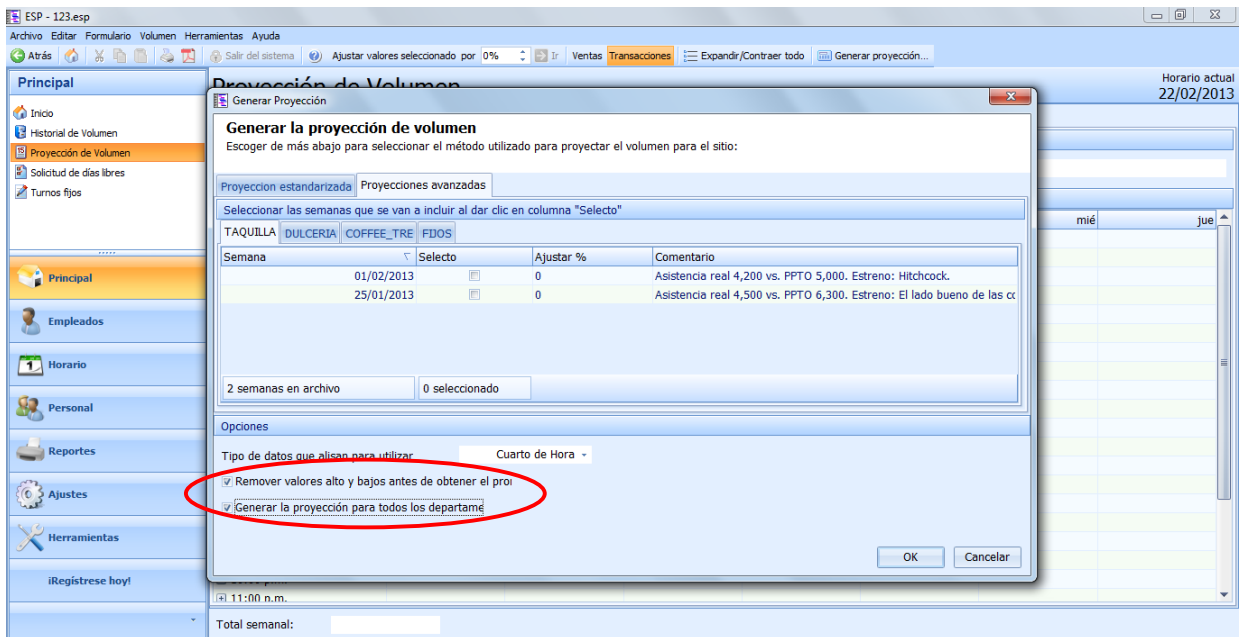 ESP - 123.esp
Archivo Editar Formulario Volumen Herramientas Ayuda
Atrás Salir del sistema Ajustar valores seleccionado por 0% Ir Ventas Transacciones Expandir/Contraer todo Generar proyección...
Principal
Inicio
Historial de Volumen
Proyección de Volumen
Solicitud de días libres
Turnos fijos
Principal
Empleados
Horario
Personal
Reportes
Ajustes
Herramientas
¡Regístrese hoy!
Proyección de Volumen
Horario actual
22/02/2013
mié jue
Generar Proyección
Generar la proyección de volumen
Escoger de más abajo para seleccionar el método utilizado para proyectar el volumen para el sitio:
Proyeccion estandarizada Proyecciones avanzadas
Seleccionar las semanas que se van a incluir al dar clic en columna "Selecto"
TAQUILLA DULCERIA COFFEE_TRE FIJOS
Semana Selecto Ajustar % Comentario
01/02/2013 0 Asistencia real 4,200 vs. PPTO 5,000. Estreno: Hitchcock.
25/01/2013 0 Asistencia real 4,500 vs. PPTO 6,300. Estreno: El lado bueno de las co
2 semanas en archivo 0 seleccionado
Opciones
Tipo de datos que alisan para utilizar Cuarto de Hora
Remover valores alto y bajos antes de obtener el pro
Generar la proyección para todos los departame
OK Cancelar
11:00 p.m.
Total semanal: